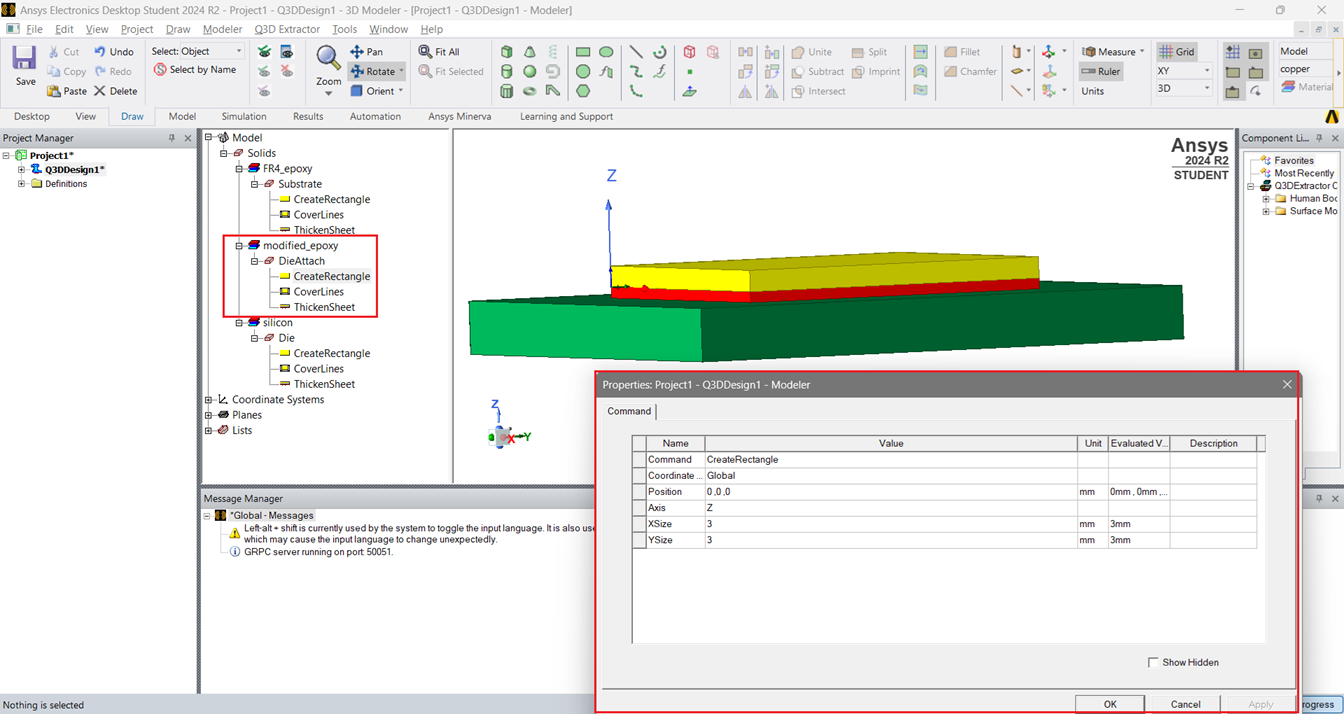 Ansys Electronics Desktop Student 2024 R2 - Project1 - Q3DDesign1 - 3D Modeler - [Project1 - Q3DDesign1 - Modeler]
File Edit View Project Draw Modeler Q3D Extractor Tools Window Help
Save
Cut
Copy
Paste
Undo
Redo
Delete
Select: Object
Select by Name
Zoom
Pan
Rotate
Orient
Fit All
Fit Selected
Unite
Subtract
Intersect
Split
Imprint
Fillet
Chamfer
Measure
Ruler
Units
Grid
XY
3D
Model
copper
Material
Desktop View Draw Model Simulation Results Automation Ansys Minerva Learning and Support
Project Manager
Project1*
Q3DDesign1*
Definitions
Model
Solids
FR4_epoxy
Substrate
CreateRectangle
CoverLines
ThickenSheet
modified_epoxy
DieAttach
CreateRectangle
CoverLines
ThickenSheet
silicon
Die
CreateRectangle
CoverLines
ThickenSheet
Coordinate Systems
Planes
Lists
Z
Ansys
2024 R2
STUDENT
Z
X
Y
Component Li...
Favorites
Most Recently
Q3DExtractor C
Human Boc
Surface Mo
Message Manager
*Global - Messages
Left-alt + shift is currently used by the system to toggle the input language. It is also use
which may cause the input language to change unexpectedly.
GRPC server running on port: 50051.
Properties: Project1 - Q3DDesign1 - Modeler
Command
Name Value Unit Evaluated V... Description
Command CreateRectangle
Coordinate ... Global
Position 0 ,0 ,0 mm 0mm , 0mm ,...
Axis Z
XSize 3 mm 3mm
YSize 3 mm 3mm
Show Hidden
OK Cancel Apply
Nothing is selected
rogress